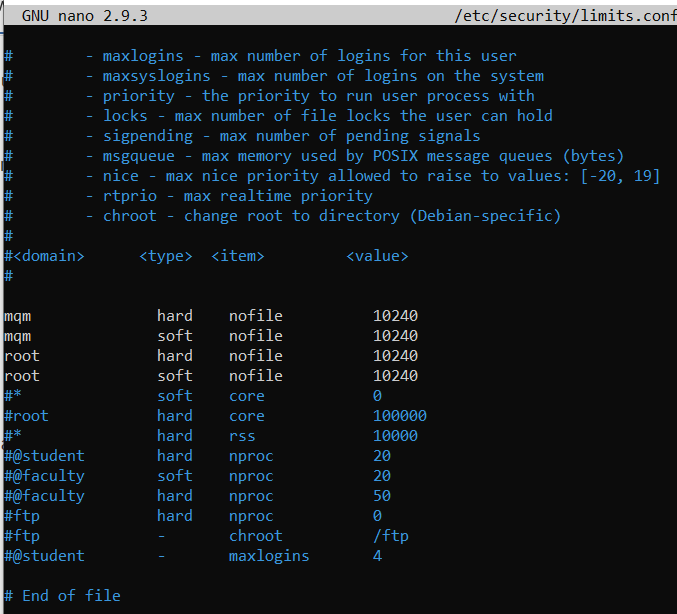 GNU nano 2.9.3 /etc/security/limits.conf
# - maxlogins - max number of logins for this user
# - maxsyslogins - max number of logins on the system
# - priority - the priority to run user process with
# - locks - max number of file locks the user can hold
# - sigpending - max number of pending signals
# - msgqueue - max memory used by POSIX message queues (bytes)
# - nice - max nice priority allowed to raise to values: [-20, 19]
# - rtprio - max realtime priority
# - chroot - change root to directory (Debian-specific)
#
#<domain> <type> <item> <value>
#
mqm hard nofile 10240
mqm soft nofile 10240
root hard nofile 10240
root soft nofile 10240
#* soft core 0
#root hard core 100000
#* hard rss 10000
#@student hard nproc 20
#@faculty soft nproc 20
#@faculty hard nproc 50
#ftp hard nproc 0
#ftp - chroot /ftp
#@student - maxlogins 4
# End of file